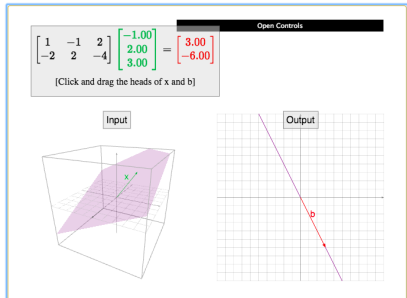 Open Controls
[1 -1 2] [-1.00]
[-2 2 -4] [2.00] = [3.00]
[3.00] [-6.00]
[Click and drag the heads of x and b]
Input
Output
x
b